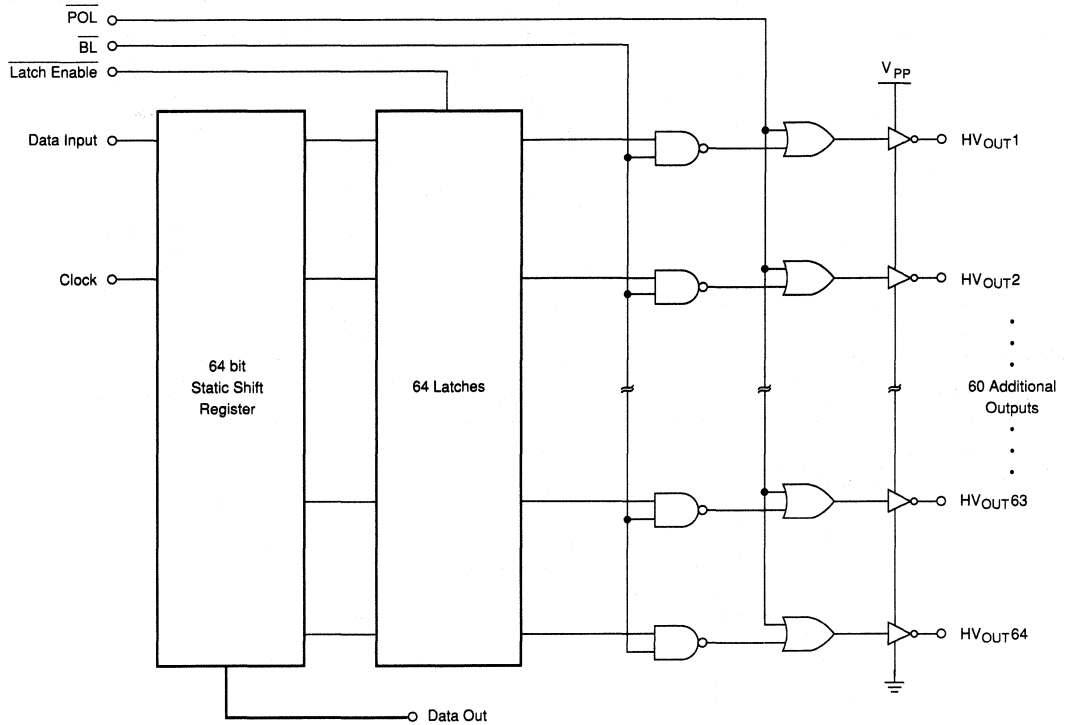 POL
BL
Latch Enable
VPP
Data Input
HVOUT1
Clock
HVOUT2
64 bit
Static Shift
Register
64 Latches
60 Additional
Outputs
HVOUT63
HVOUT64
Data Out